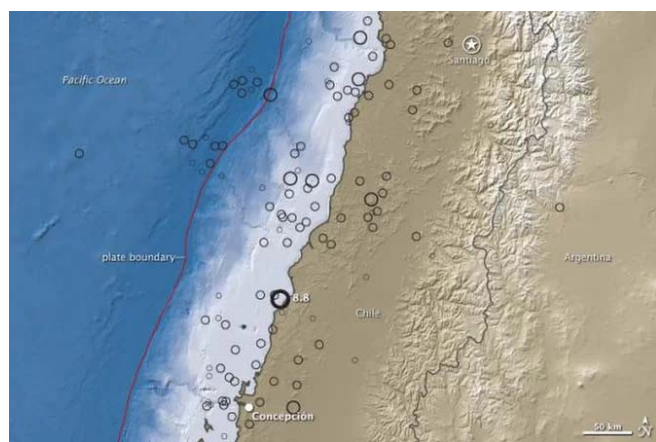 Pacific Ocean
Santiago
plate boundary
Argentina
8.8
Chile
Concepción
50 km
N